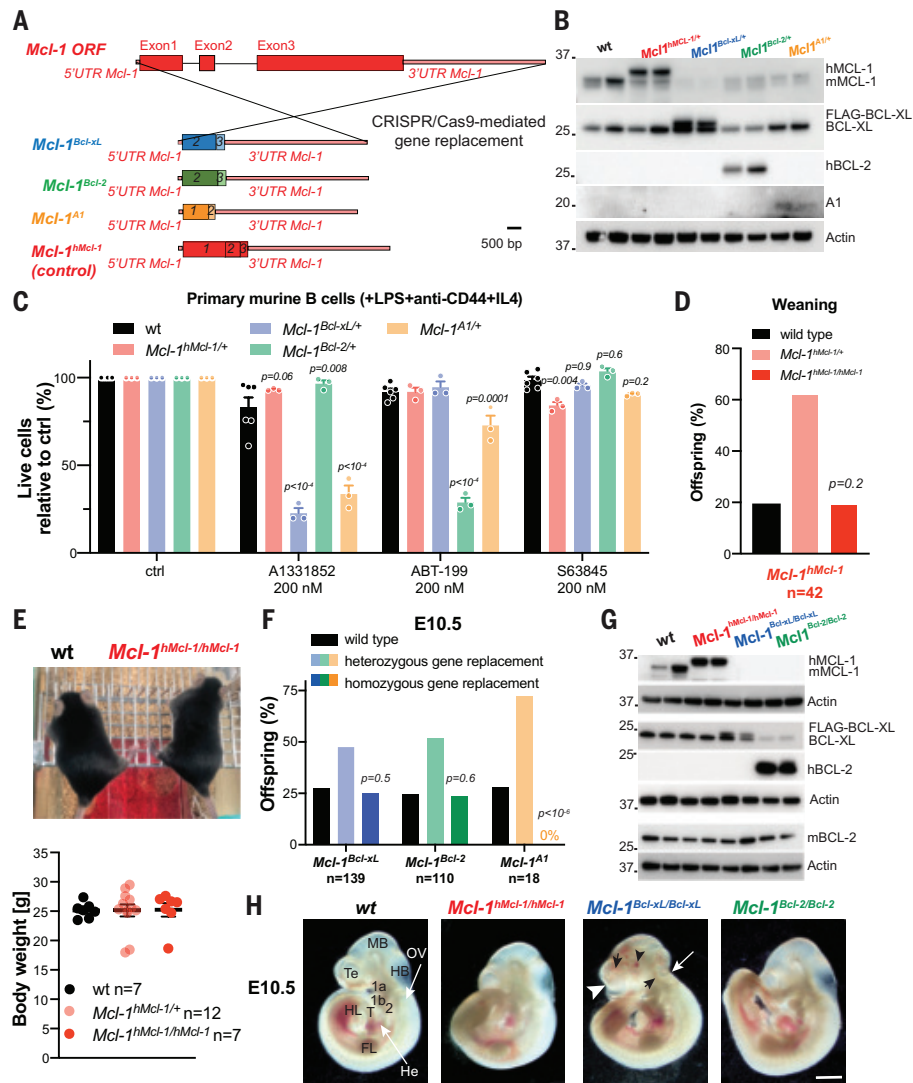 A
Mcl-1 ORF
Exon1
Exon2
Exon3
5'UTR Mcl-1
3'UTR Mcl-1
CRISPR/Cas9-mediated
gene replacement
Mcl-1Bcl-xL
2
3
5'UTR Mcl-1
3'UTR Mcl-1
Mcl-1Bcl-2
2
3
5'UTR Mcl-1
3'UTR Mcl-1
Mcl-1A1
1
2
5'UTR Mcl-1
3'UTR Mcl-1
500 bp
Mcl-1hMcl-1
(control)
1
2
3
5'UTR Mcl-1
3'UTR Mcl-1
B
wt
Mcl1hMCL-1/+
Mcl1Bcl-xL/+
Mcl1Bcl-2/+
Mcl1A1/+
37
hMCL-1
mMCL-1
25
FLAG-BCL-XL
BCL-XL
25
hBCL-2
20
A1
37
Actin
C
Primary murine B cells (+LPS+anti-CD44+IL4)
wt
Mcl-1hMcl-1/+
Mcl-1Bcl-xL/+
Mcl-1Bcl-2/+
Mcl-1A1/+
Live cells
relative to ctrl (%)
100
50
0
p=0.06
p<10-4
p=0.008
p<10-4
p<10-4
p=0.0001
p=0.004
p=0.9
p=0.6
p=0.2
ctrl
A1331852
200 nM
ABT-199
200 nM
S63845
200 nM
D
Weaning
wild type
Mcl-1hMcl-1/+
Mcl-1hMcl-1/hMcl-1
Offspring (%)
80
60
40
20
0
p=0.2
Mcl-1hMcl-1
n=42
E
wt
Mcl-1hMcl-1/hMcl-1
Body weight [g]
35
30
25
20
15
10
5
0
wt n=7
Mcl-1hMcl-1/+ n=12
Mcl-1hMcl-1/hMcl-1 n=7
F
E10.5
wild type
heterozygous gene replacement
homozygous gene replacement
Offspring (%)
75
50
25
0
p=0.5
p=0.6
p<10-6
0%
Mcl-1Bcl-xL
n=139
Mcl-1Bcl-2
n=110
Mcl-1A1
n=18
G
wt
Mcl-1hMcl-1/hMcl-1
Mcl-1Bcl-xL/Bcl-xL
Mcl1Bcl-2/Bcl-2
37
hMCL-1
mMCL-1
37
Actin
25
FLAG-BCL-XL
BCL-XL
25
hBCL-2
37
Actin
25
mBCL-2
37
Actin
H
wt
Mcl-1hMcl-1/hMcl-1
Mcl-1Bcl-xL/Bcl-xL
Mcl-1Bcl-2/Bcl-2
E10.5
MB
OV
Te
HB
1a
1b
2
HL
T
FL
He